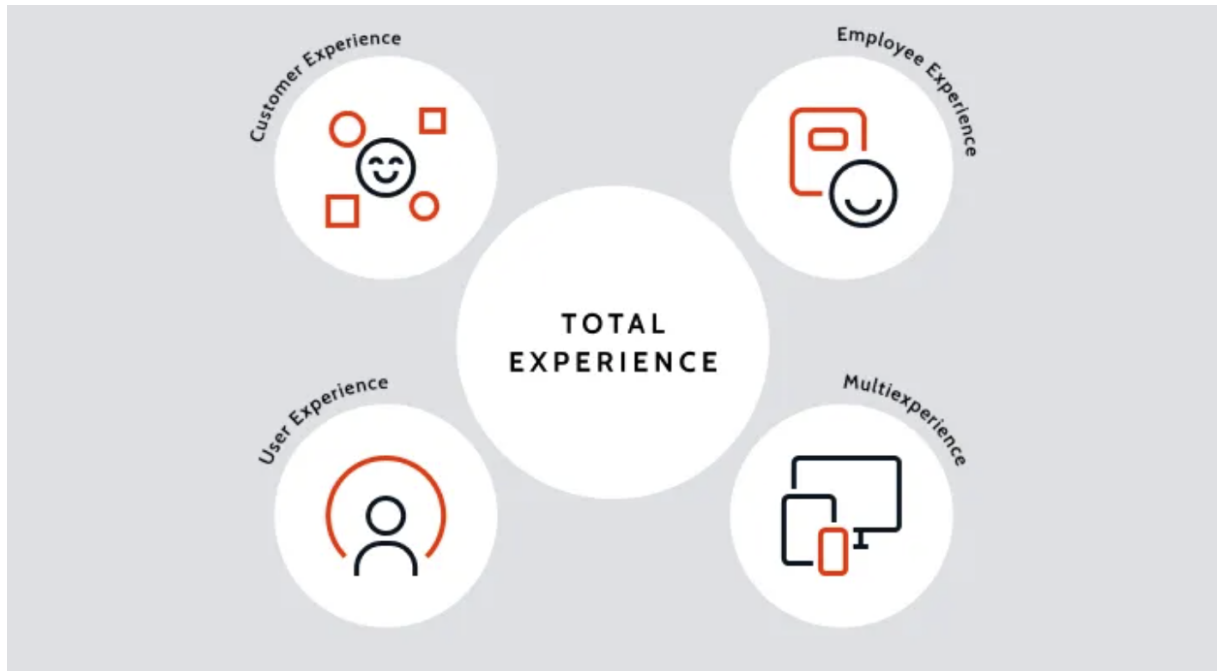 Customer Experience
Employee Experience
TOTAL
EXPERIENCE
User Experience
Multiexperience